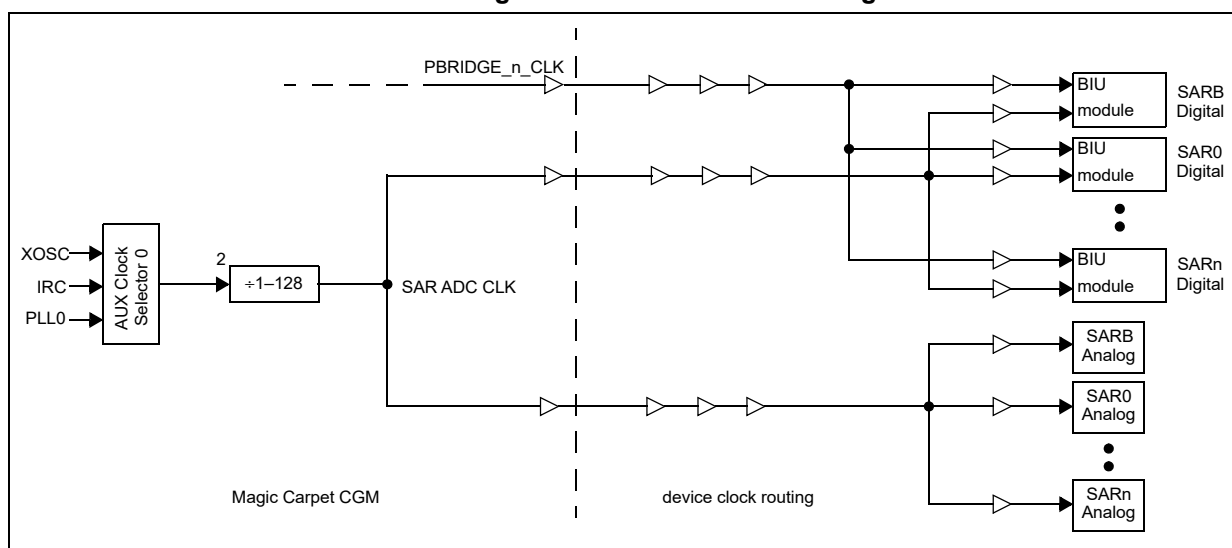 PBRIDGE_n_CLK
BIU
module
SARB
Digital
BIU
module
SAR0
Digital
XOSC
IRC
PLL0
AUX Clock
Selector 0
2
÷1–128
SAR ADC CLK
BIU
module
SARn
Digital
SARB
Analog
SAR0
Analog
SARn
Analog
Magic Carpet CGM
device clock routing